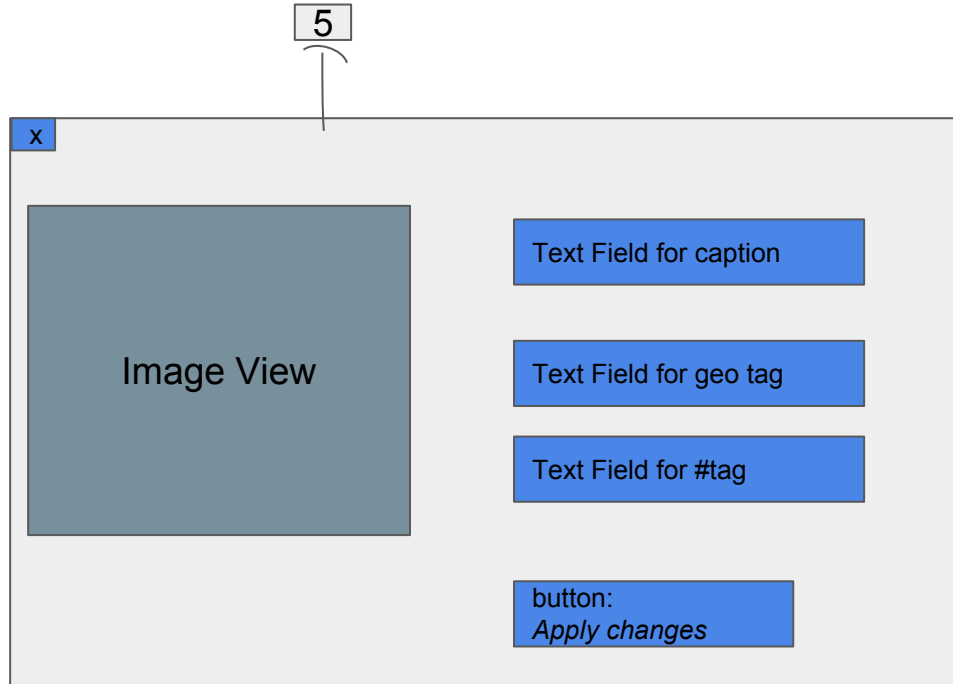 5
x
Image View
Text Field for caption
Text Field for geo tag
Text Field for #tag
button:
Apply changes